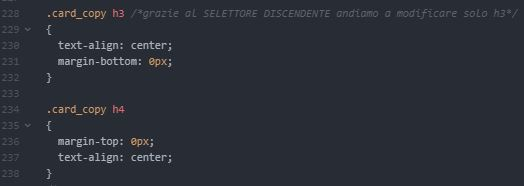 228 .card_copy h3 /*grazie al SELETTORE DISCENDENTE andiamo a modificare solo h3*/
229 {
230 text-align: center;
231 margin-bottom: 0px;
232 }
233
234 .card_copy h4
235 {
236 margin-top: 0px;
237 text-align: center;
238 }